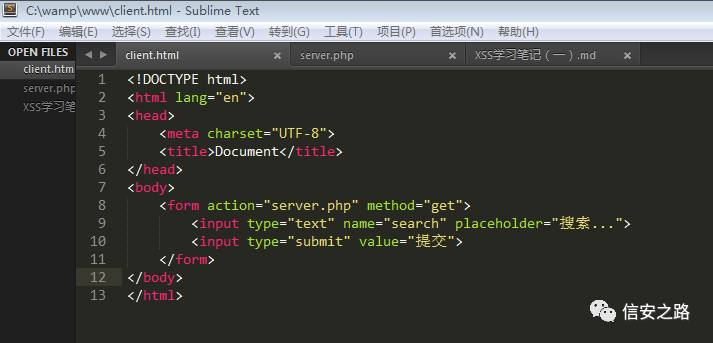 C:\wamp\www\client.html - Sublime Text
文件(F) 编辑(E) 选择(S) 查找(I) 查看(V) 转到(G) 工具(T) 项目(P) 首选项(N) 帮助(H)
OPEN FILES
client.htm
server.php
XSS学习笔
client.html × server.php × XSS学习笔记（一）.md ×
1 <!DOCTYPE html>
2 <html lang="en">
3 <head>
4 <meta charset="UTF-8">
5 <title>Document</title>
6 </head>
7 <body>
8 <form action="server.php" method="get">
9 <input type="text" name="search" placeholder="搜索...">
10 <input type="submit" value="提交">
11 </form>
12 </body>
13 </html>
信安之路